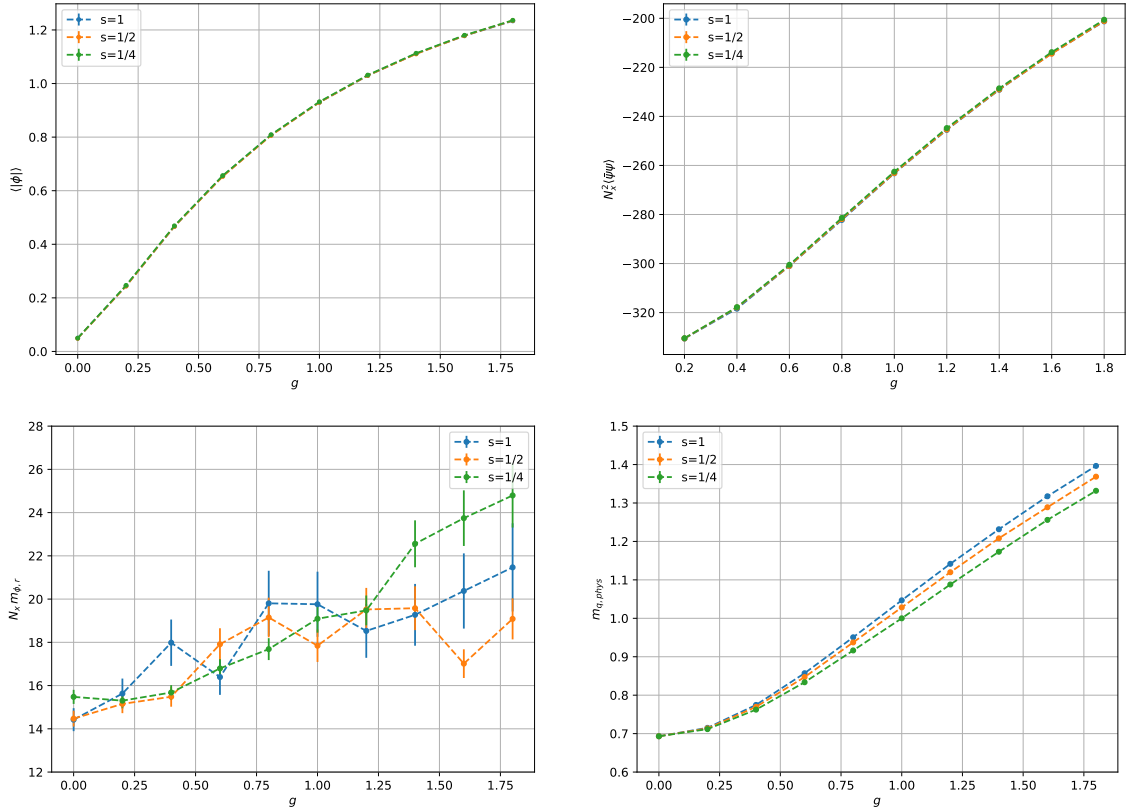 s=1
s=1/2
s=1/4
1.2
1.0
0.8
0.6
0.4
0.2
0.0
⟨|ϕ|⟩
0.00 0.25 0.50 0.75 1.00 1.25 1.50 1.75
g
s=1
s=1/2
s=1/4
−200
−220
−240
−260
−280
−300
−320
N_x^2⟨ψ̄ψ⟩
0.2 0.4 0.6 0.8 1.0 1.2 1.4 1.6 1.8
g
s=1
s=1/2
s=1/4
28
26
24
22
20
18
16
14
12
N_x m_{ϕ,r}
0.00 0.25 0.50 0.75 1.00 1.25 1.50 1.75
g
s=1
s=1/2
s=1/4
1.5
1.4
1.3
1.2
1.1
1.0
0.9
0.8
0.7
0.6
m_{q,phys}
0.00 0.25 0.50 0.75 1.00 1.25 1.50 1.75
g